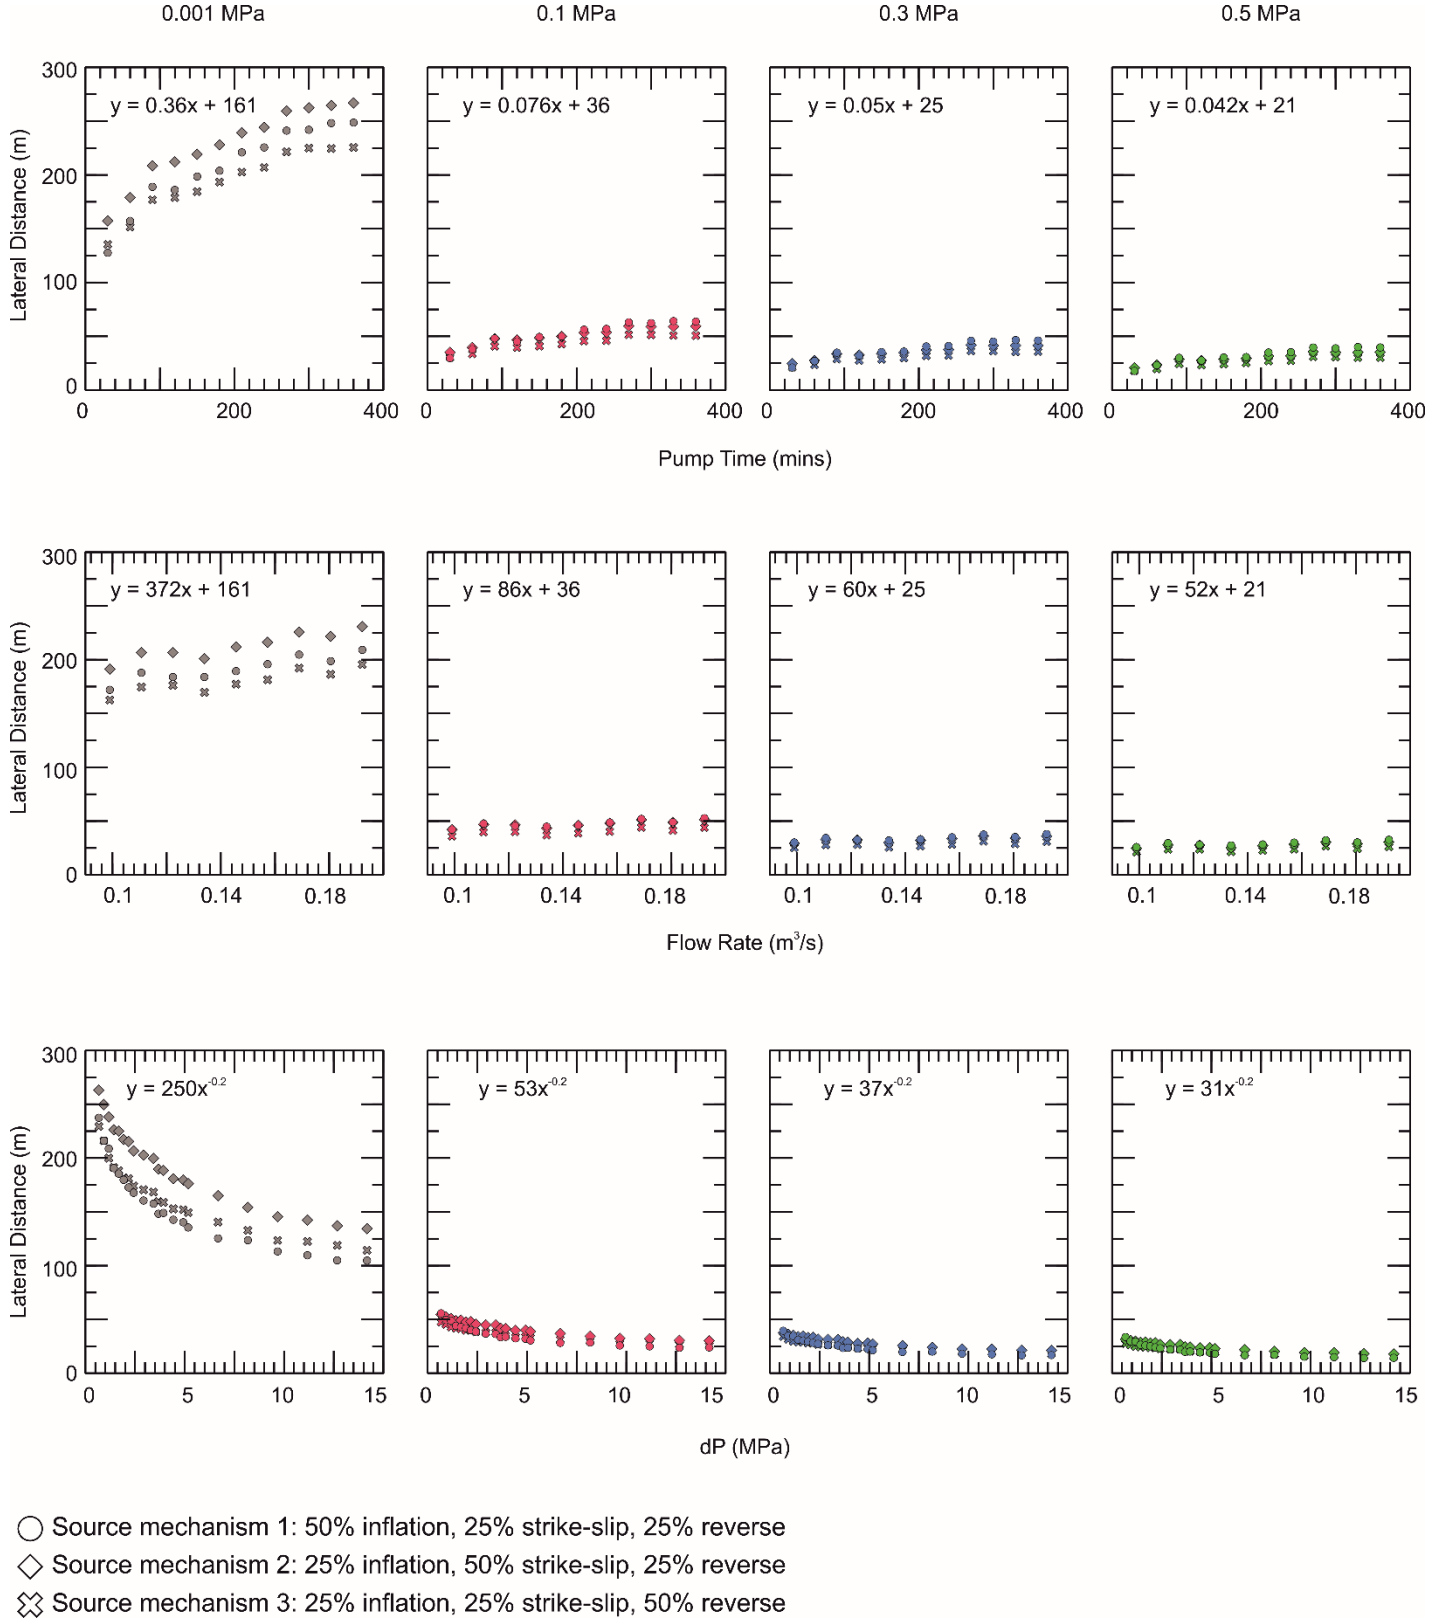 0.001 MPa 0.1 MPa 0.3 MPa 0.5 MPa
y = 0.36x + 161 y = 0.076x + 36 y = 0.05x + 25 y = 0.042x + 21
Lateral Distance (m)
300
200
100
0
0 200 400 0 200 400 0 200 400 0 200 400
Pump Time (mins)
y = 372x + 161 y = 86x + 36 y = 60x + 25 y = 52x + 21
Lateral Distance (m)
300
200
100
0
0.1 0.14 0.18 0.1 0.14 0.18 0.1 0.14 0.18 0.1 0.14 0.18
Flow Rate (m³/s)
y = 250x⁻⁰·² y = 53x⁻⁰·² y = 37x⁻⁰·² y = 31x⁻⁰·²
Lateral Distance (m)
300
200
100
0
0 5 10 15 0 5 10 15 0 5 10 15 0 5 10 15
dP (MPa)
Source mechanism 1: 50% inflation, 25% strike-slip, 25% reverse
Source mechanism 2: 25% inflation, 50% strike-slip, 25% reverse
Source mechanism 3: 25% inflation, 25% strike-slip, 50% reverse